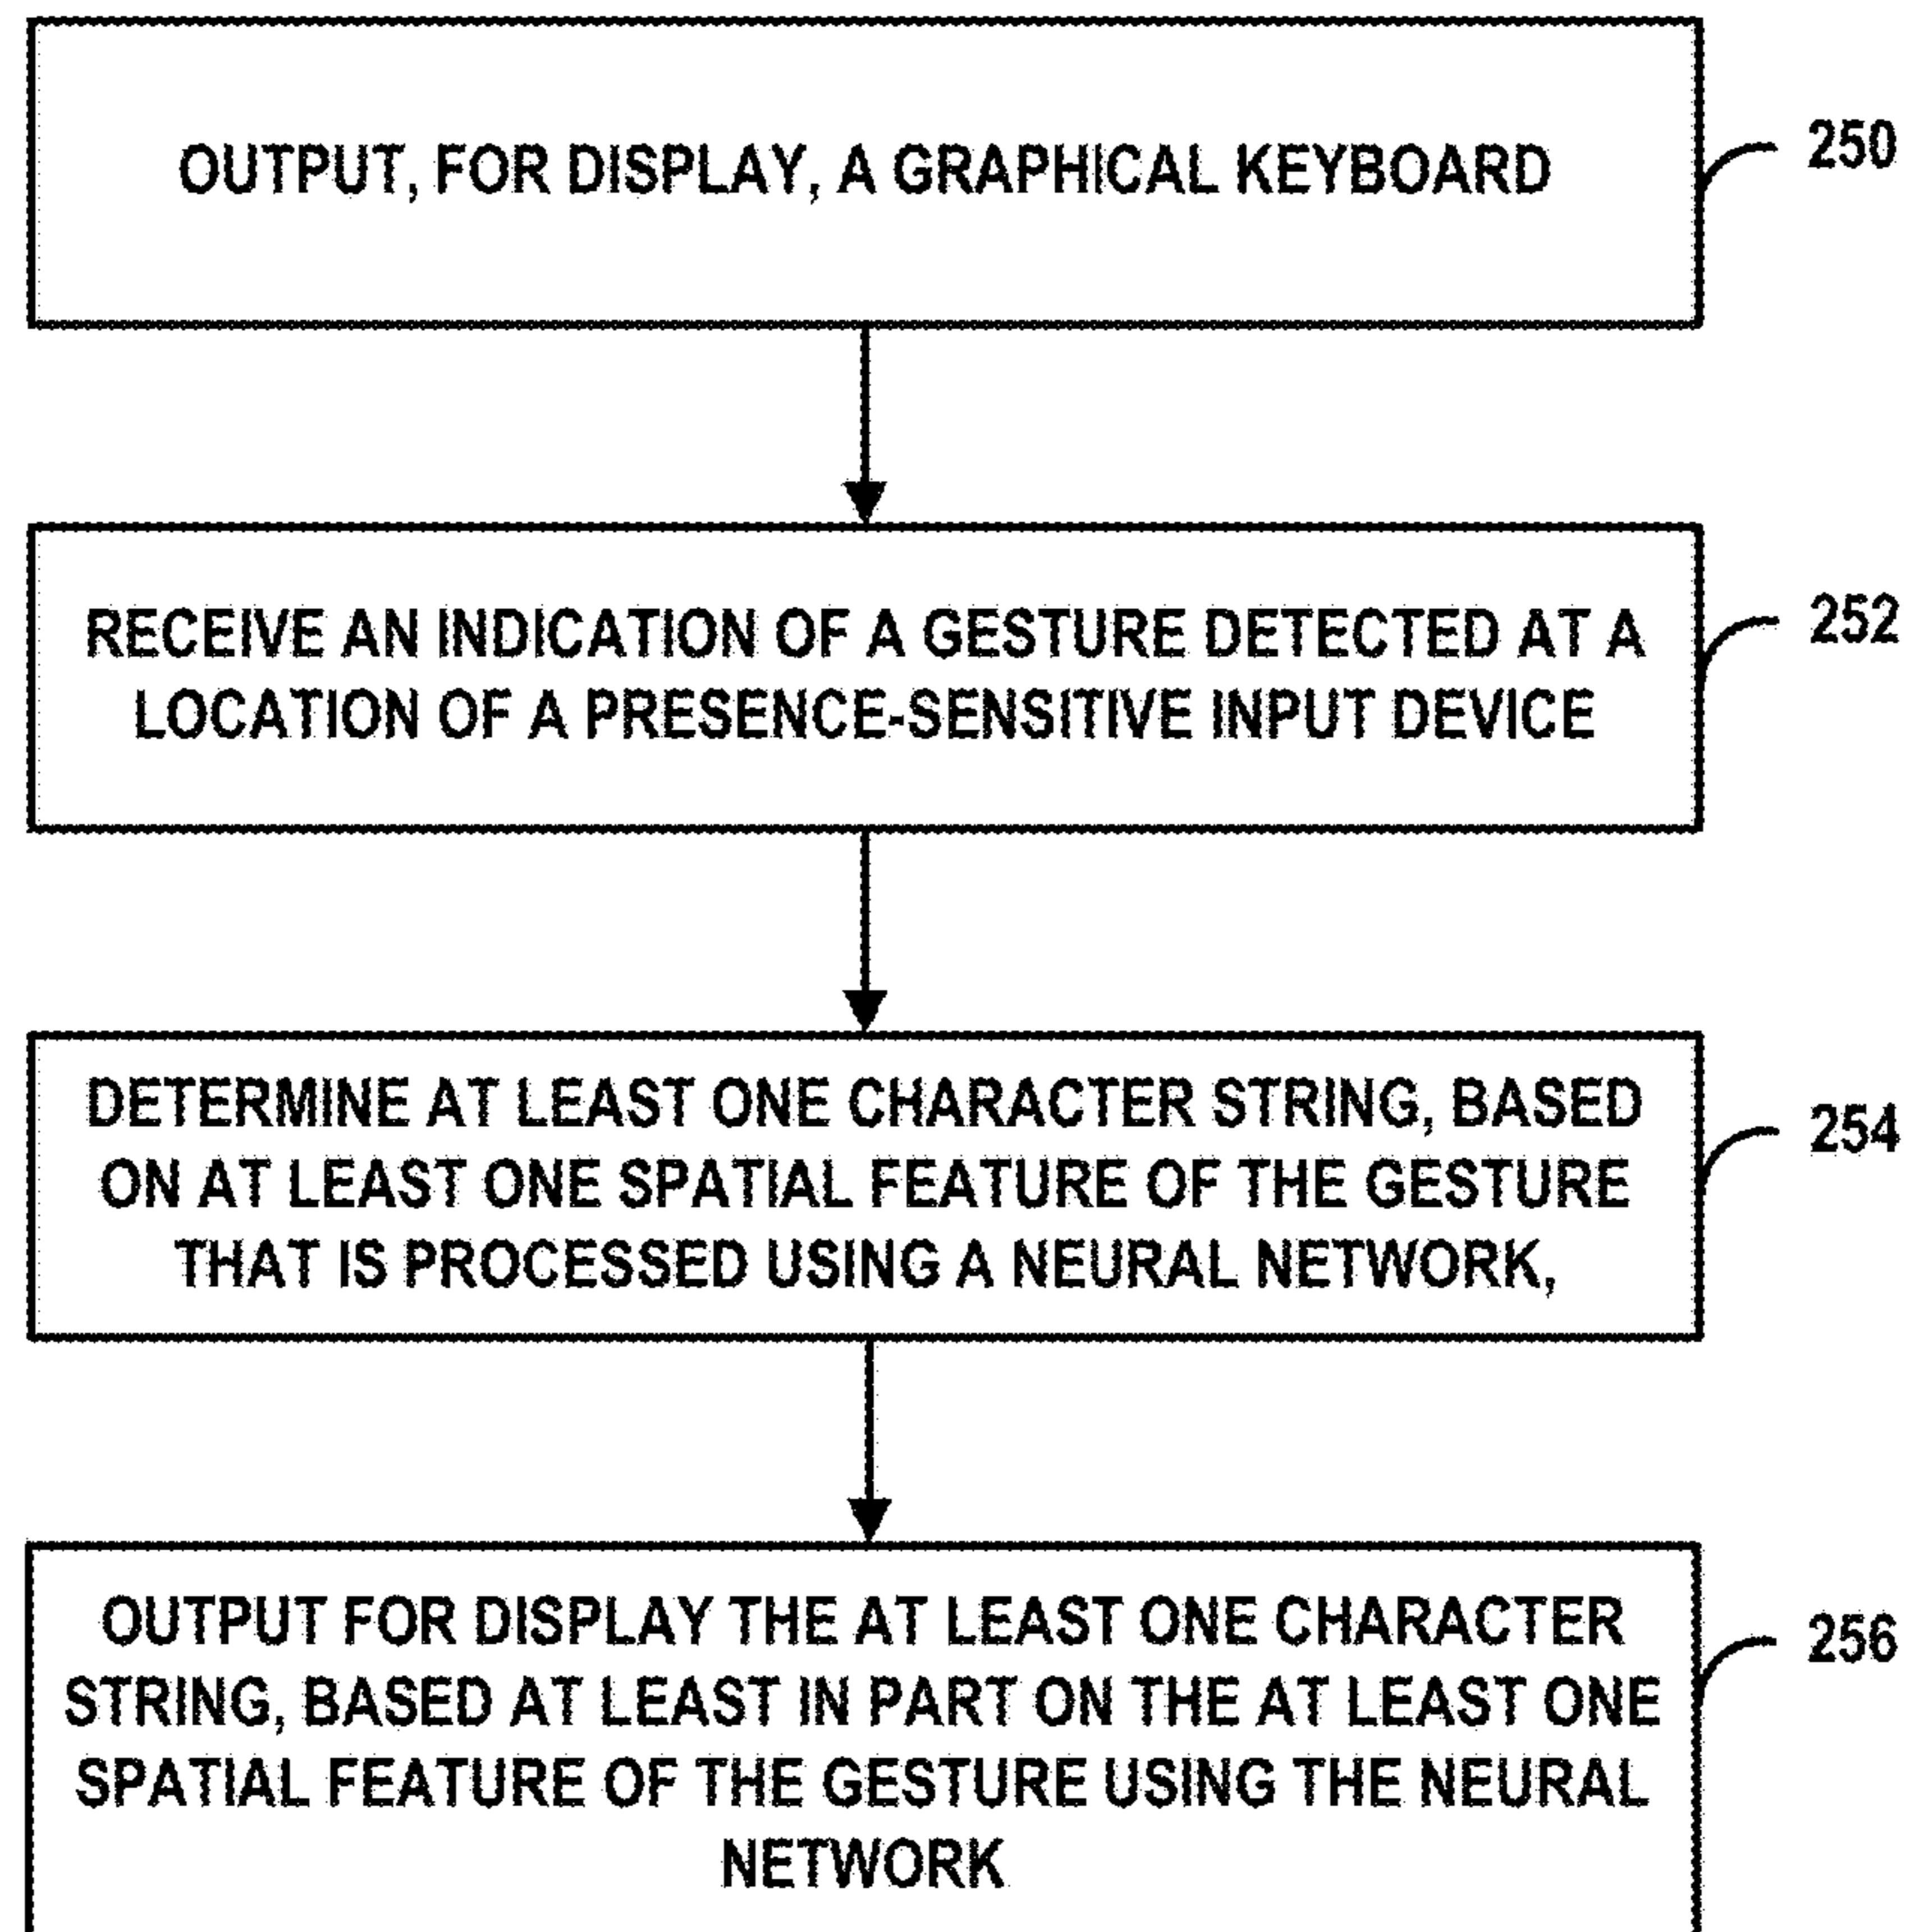 OUTPUT, FOR DISPLAY, A GRAPHICAL KEYBOARD
250
RECEIVE AN INDICATION OF A GESTURE DETECTED AT A
LOCATION OF A PRESENCE-SENSITIVE INPUT DEVICE
252
DETERMINE AT LEAST ONE CHARACTER STRING, BASED
ON AT LEAST ONE SPATIAL FEATURE OF THE GESTURE
THAT IS PROCESSED USING A NEURAL NETWORK,
254
OUTPUT FOR DISPLAY THE AT LEAST ONE CHARACTER
STRING, BASED AT LEAST IN PART ON THE AT LEAST ONE
SPATIAL FEATURE OF THE GESTURE USING THE NEURAL
NETWORK
256